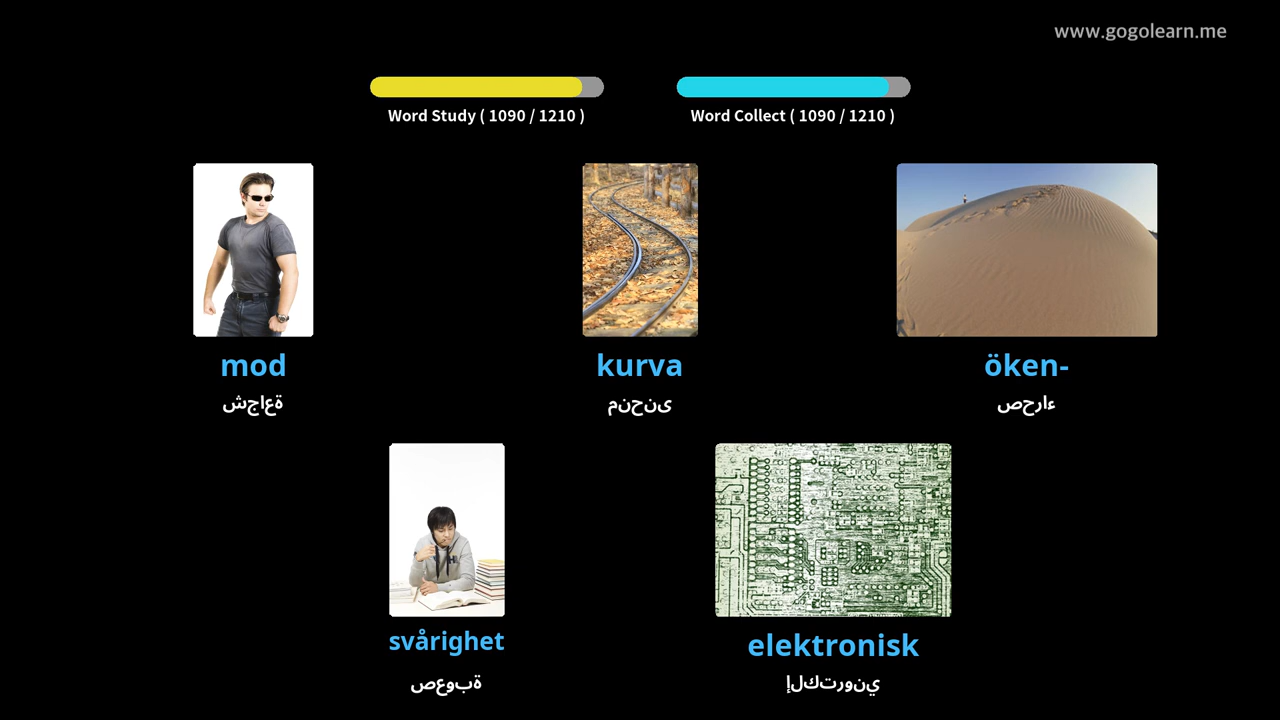 www.gogolearn.me
Word Study ( 1090 / 1210 )
Word Collect ( 1090 / 1210 )
mod
شجاعة
kurva
منحنى
öken-
صحراء
svårighet
صعوبة
elektronisk
إلكتروني